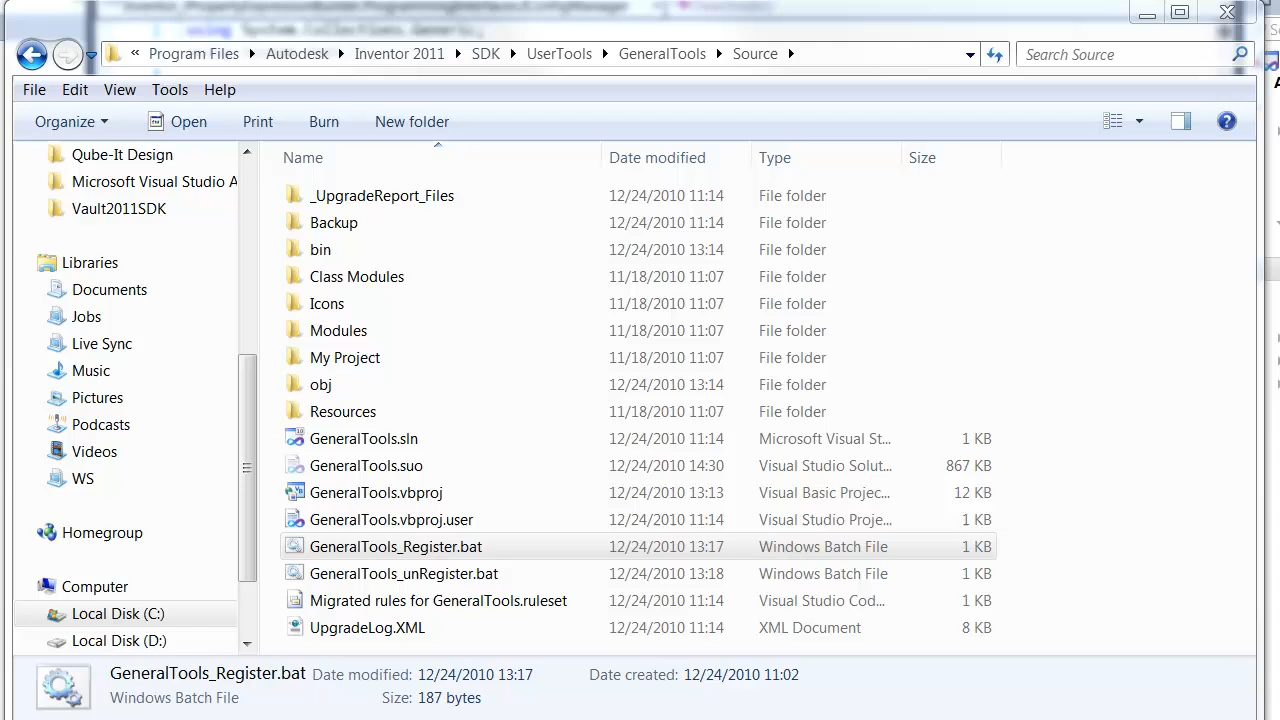 using System.Collections.Generic;
« Program Files Autodesk Inventor 2011 SDK UserTools GeneralTools Source
Search Source
File Edit View Tools Help
Organize Open Print Burn New folder
Name Date modified Type Size
Qube-It Design
Microsoft Visual Studio A
Vault2011SDK
Libraries
Documents
Jobs
Live Sync
Music
Pictures
Podcasts
Videos
WS
Homegroup
Computer
Local Disk (C:)
Local Disk (D:)
_UpgradeReport_Files 12/24/2010 11:14 File folder
Backup 12/24/2010 11:14 File folder
bin 12/24/2010 13:14 File folder
Class Modules 11/18/2010 11:07 File folder
Icons 11/18/2010 11:07 File folder
Modules 11/18/2010 11:07 File folder
My Project 11/18/2010 11:07 File folder
obj 12/24/2010 13:14 File folder
Resources 11/18/2010 11:07 File folder
GeneralTools.sln 12/24/2010 11:14 Microsoft Visual St... 1 KB
GeneralTools.suo 12/24/2010 14:30 Visual Studio Solut... 867 KB
GeneralTools.vbproj 12/24/2010 13:13 Visual Basic Projec... 12 KB
GeneralTools.vbproj.user 12/24/2010 11:14 Visual Studio Proje... 1 KB
GeneralTools_Register.bat 12/24/2010 13:17 Windows Batch File 1 KB
GeneralTools_unRegister.bat 12/24/2010 13:18 Windows Batch File 1 KB
Migrated rules for GeneralTools.ruleset 12/24/2010 11:14 Visual Studio Cod... 1 KB
UpgradeLog.XML 12/24/2010 11:14 XML Document 8 KB
GeneralTools_Register.bat Date modified: 12/24/2010 13:17 Date created: 12/24/2010 11:02
Windows Batch File Size: 187 bytes